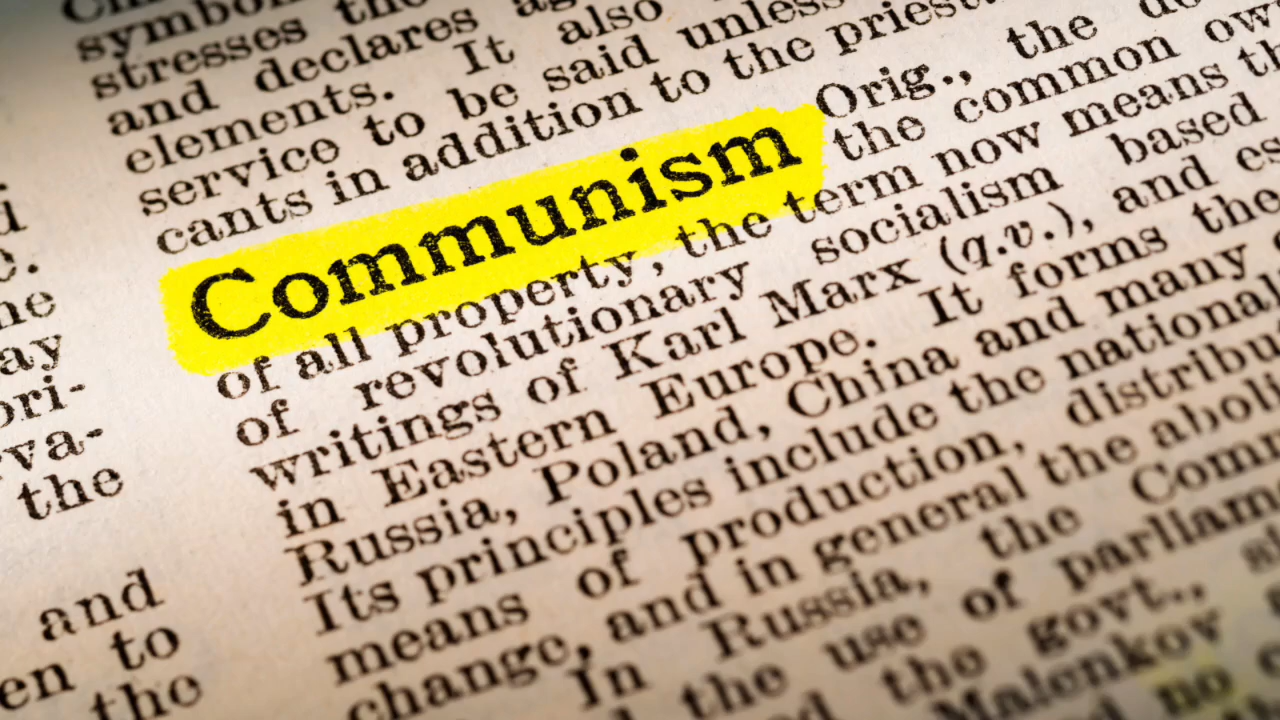 symbol
stresses the
and declares
elements. It also
service to be said unless
cants in addition to the priest.
Communism Orig., the
of all property, the common
of revolutionary the term now means
writings of Karl Marx socialism based
in Eastern Europe. (q.v.), and
Russia, Poland, It forms the
Its principles China and many
means of include the national
change, production, distribu
In and in general the aboli
Russia, the Comm
the use of parliam
the govt.,
Malenkov
no
ay
ori-
va-
the
and
en to
the